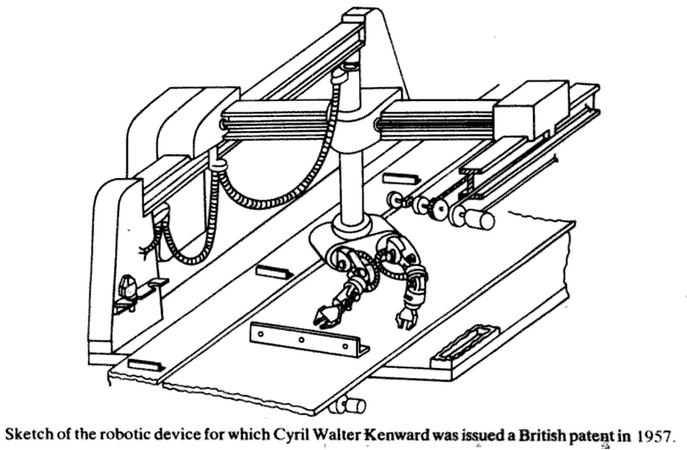 Sketch of the robotic device for which Cyril Walter Kenward was issued a British patent in 1957.